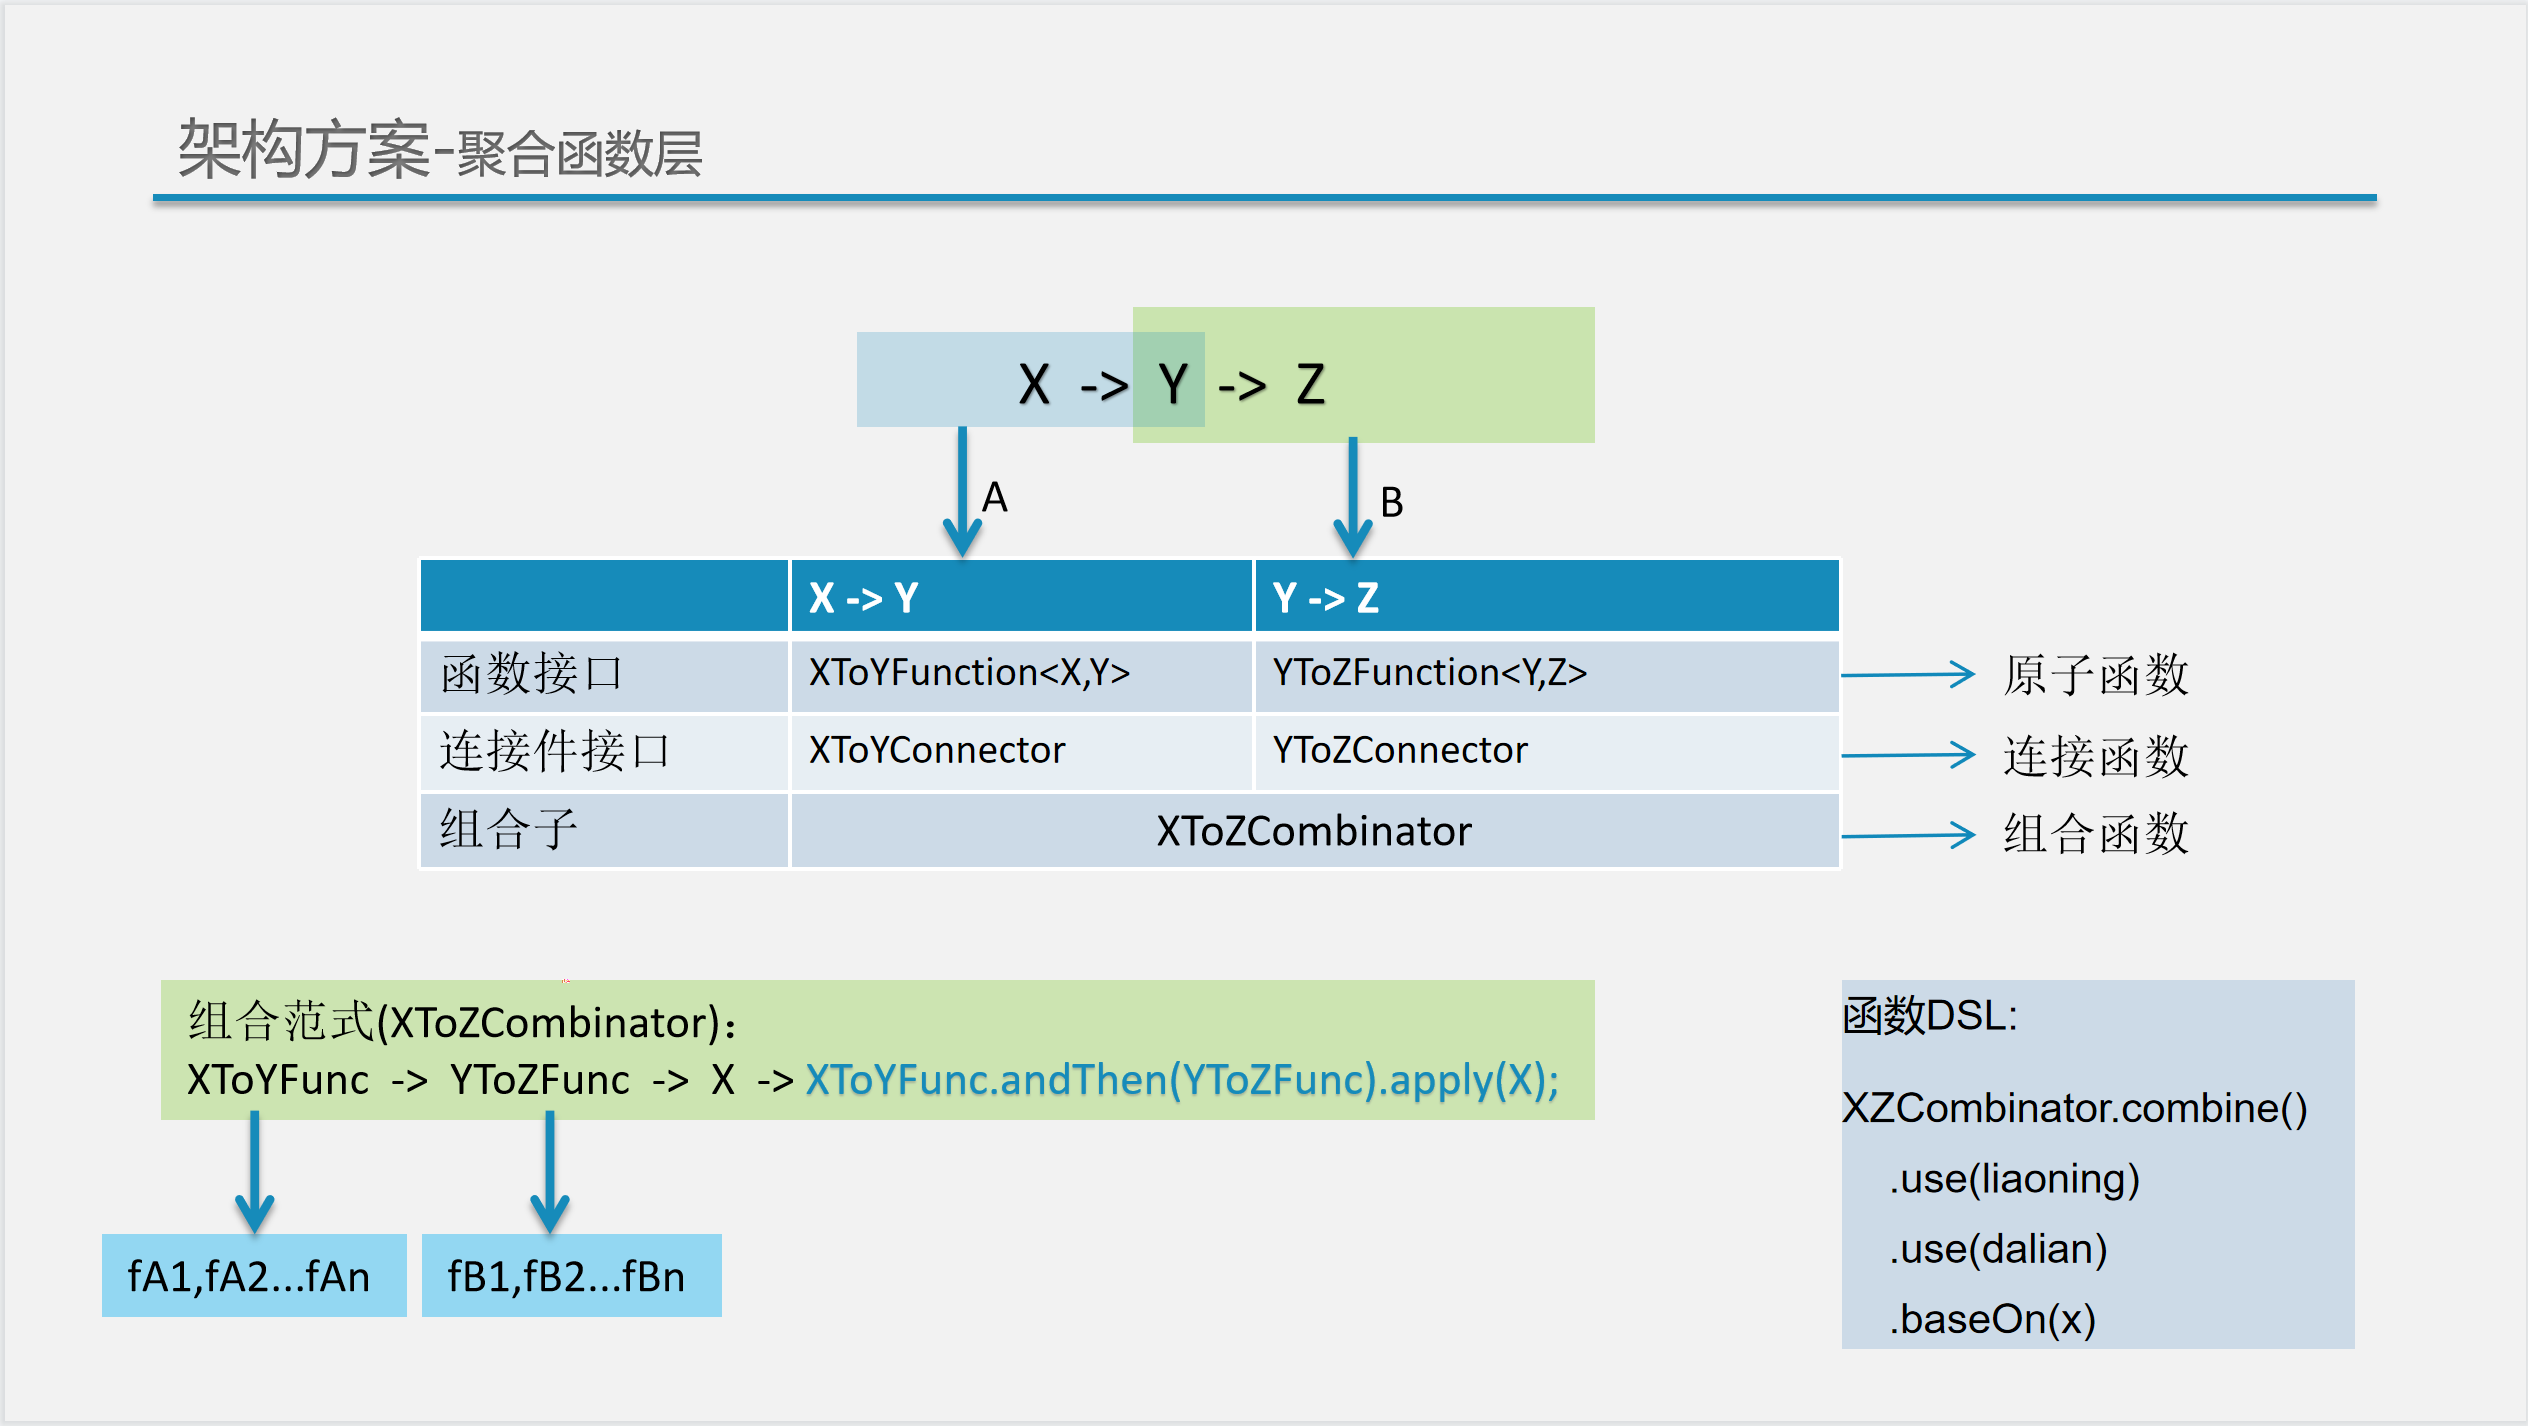 架构方案-聚合函数层
X -> Y -> Z
A
B
X -> Y
Y -> Z
函数接口
XToYFunction<X,Y>
YToZFunction<Y,Z>
原子函数
连接件接口
XToYConnector
YToZConnector
连接函数
组合子
XToZCombinator
组合函数
组合范式(XToZCombinator)：
XToYFunc -> YToZFunc -> X -> XToYFunc.andThen(YToZFunc).apply(X);
fA1,fA2...fAn
fB1,fB2...fBn
函数DSL:
XZCombinator.combine()
.use(liaoning)
.use(dalian)
.baseOn(x)